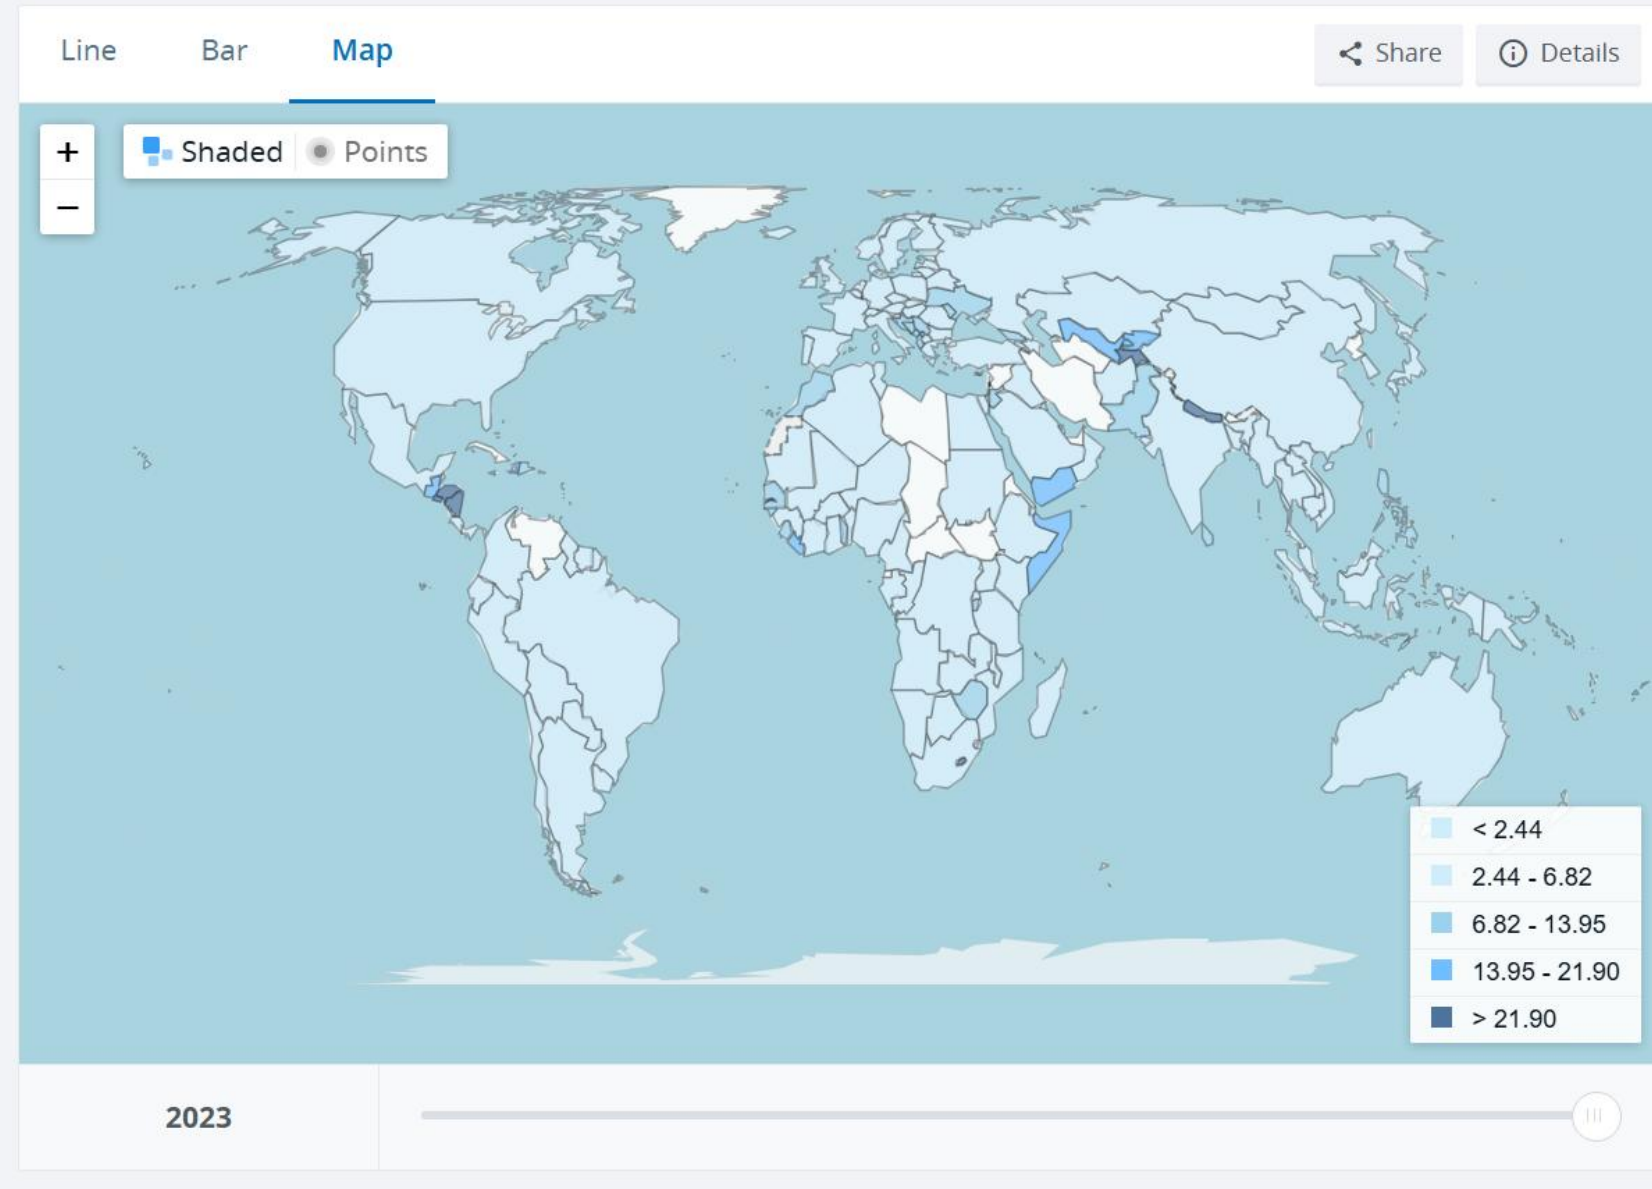 Line Bar Map Share Details
+ Shaded Points
−
< 2.44
2.44 - 6.82
6.82 - 13.95
13.95 - 21.90
> 21.90
2023